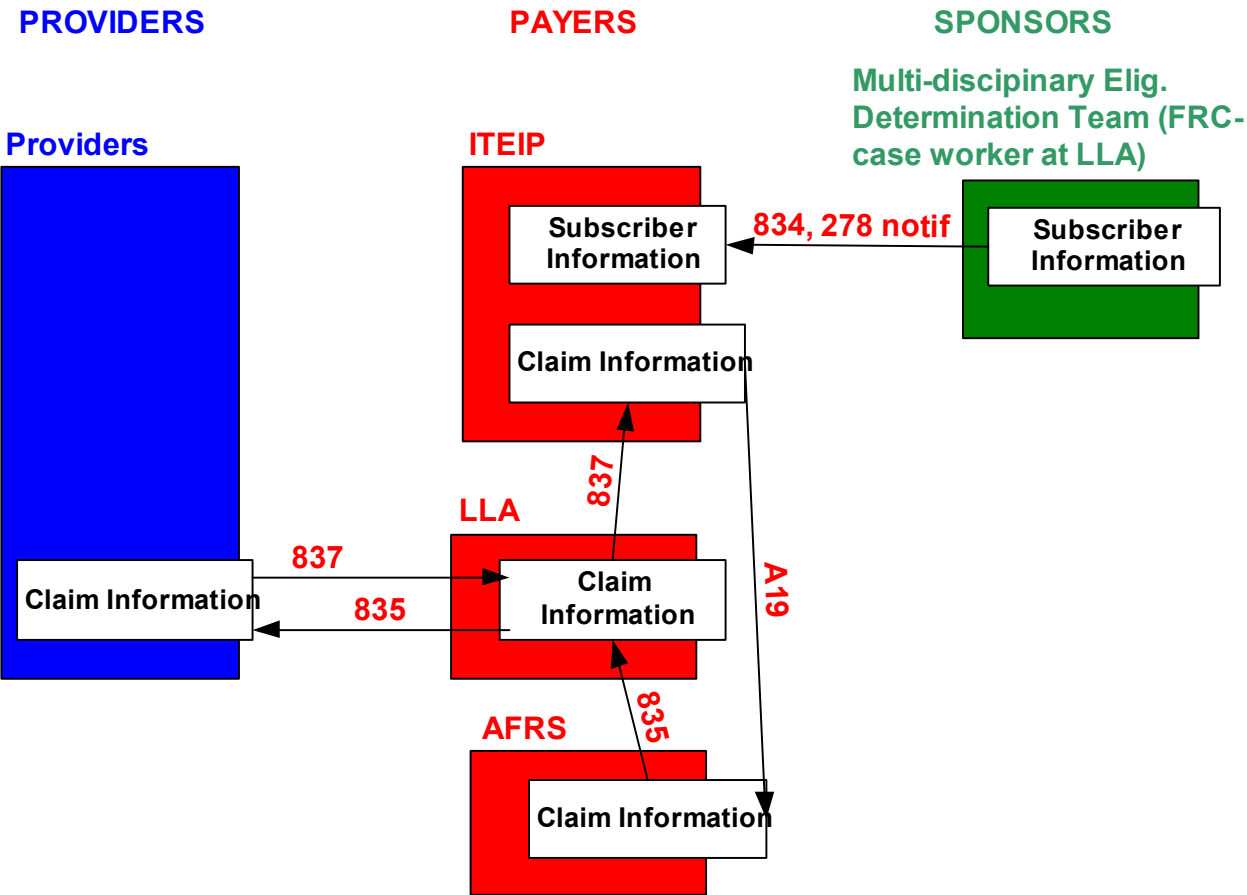 PROVIDERS
PAYERS
SPONSORS
Multi-discipinary Elig.
Determination Team (FRC-
case worker at LLA)
Providers
ITEIP
Subscriber
Information
834, 278 notif
Subscriber
Information
Claim Information
837
LLA
837
Claim Information
835
Claim
Information
A19
835
AFRS
Claim Information